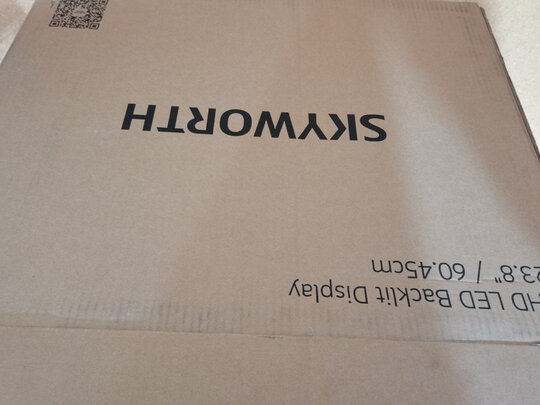 HD LED Backlit Display
23.8" / 60.45cm
SKYWORTH